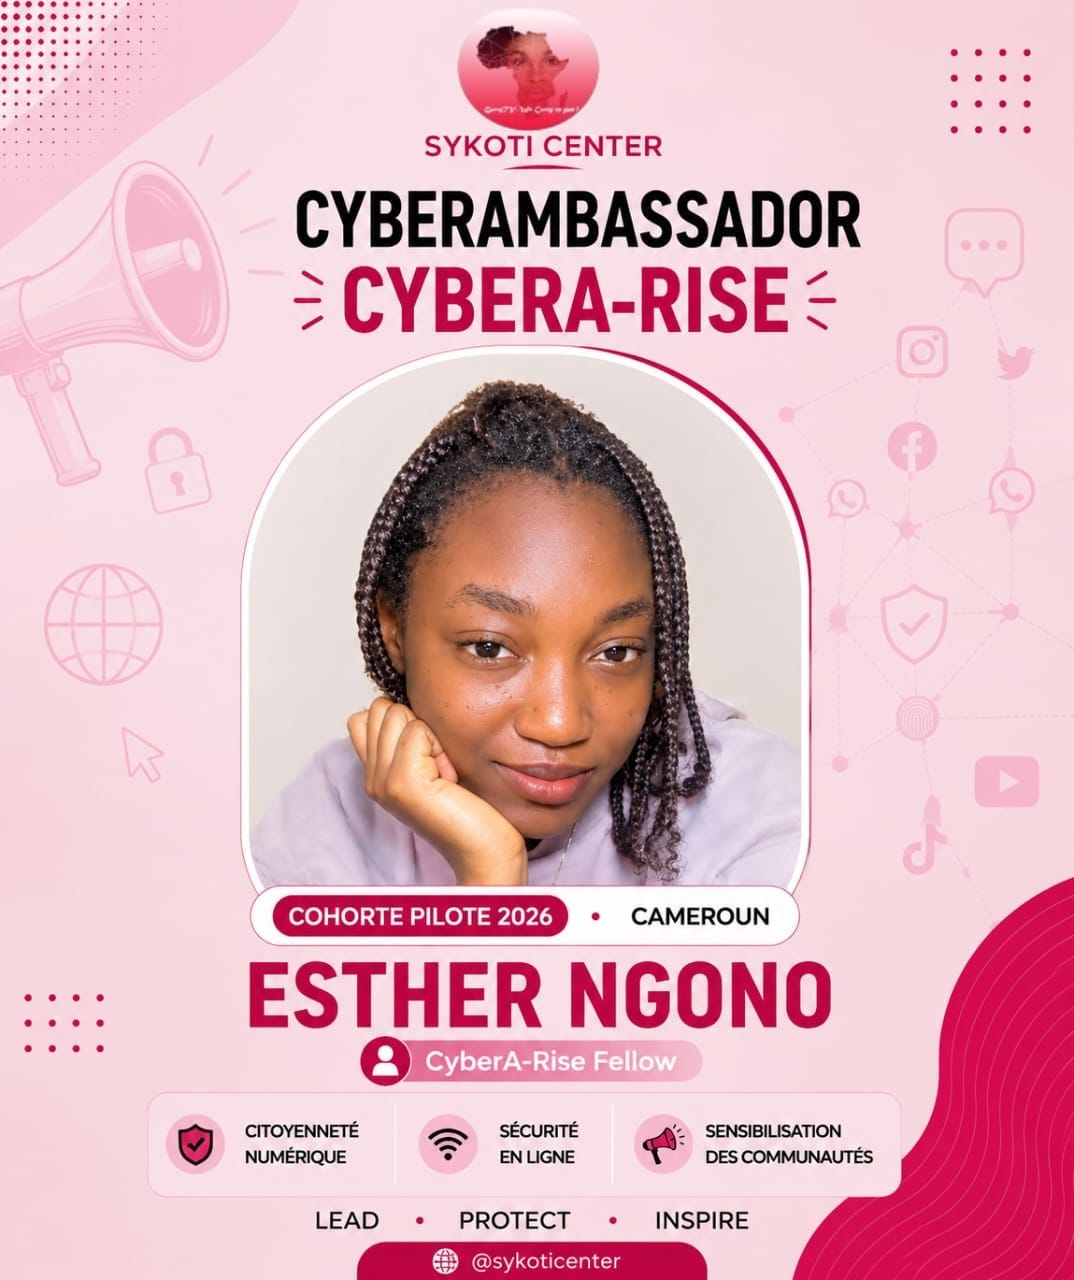 SYKOTI CENTER
CYBERAMBASSADOR
CYBERA-RISE
COHORTE PILOTE 2026 • CAMEROUN
ESTHER NGONO
CyberA-Rise Fellow
CITOYENNETÉ
NUMÉRIQUE
SÉCURITÉ
EN LIGNE
SENSIBILISATION
DES COMMUNAUTÉS
LEAD • PROTECT • INSPIRE
@sykoticenter